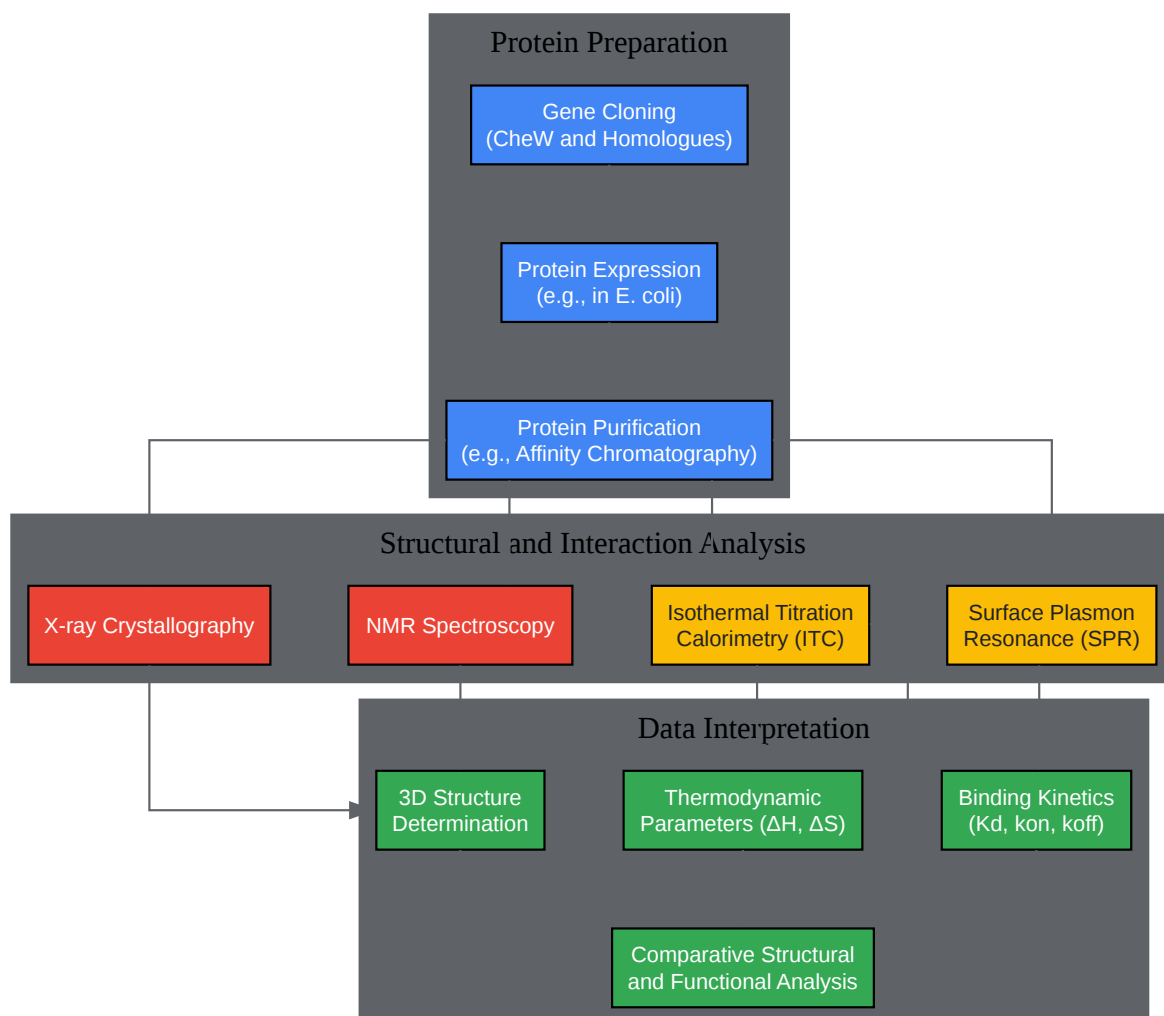 Protein Preparation
Gene Cloning
(CheW and Homologues)
Protein Expression
(e.g., in E. coli)
Protein Purification
(e.g., Affinity Chromatography)
Structural and Interaction Analysis
X-ray Crystallography
NMR Spectroscopy
Isothermal Titration
Calorimetry (ITC)
Surface Plasmon
Resonance (SPR)
Data Interpretation
3D Structure
Determination
Thermodynamic
Parameters (ΔH, ΔS)
Binding Kinetics
(Kd, kon, koff)
Comparative Structural
and Functional Analysis